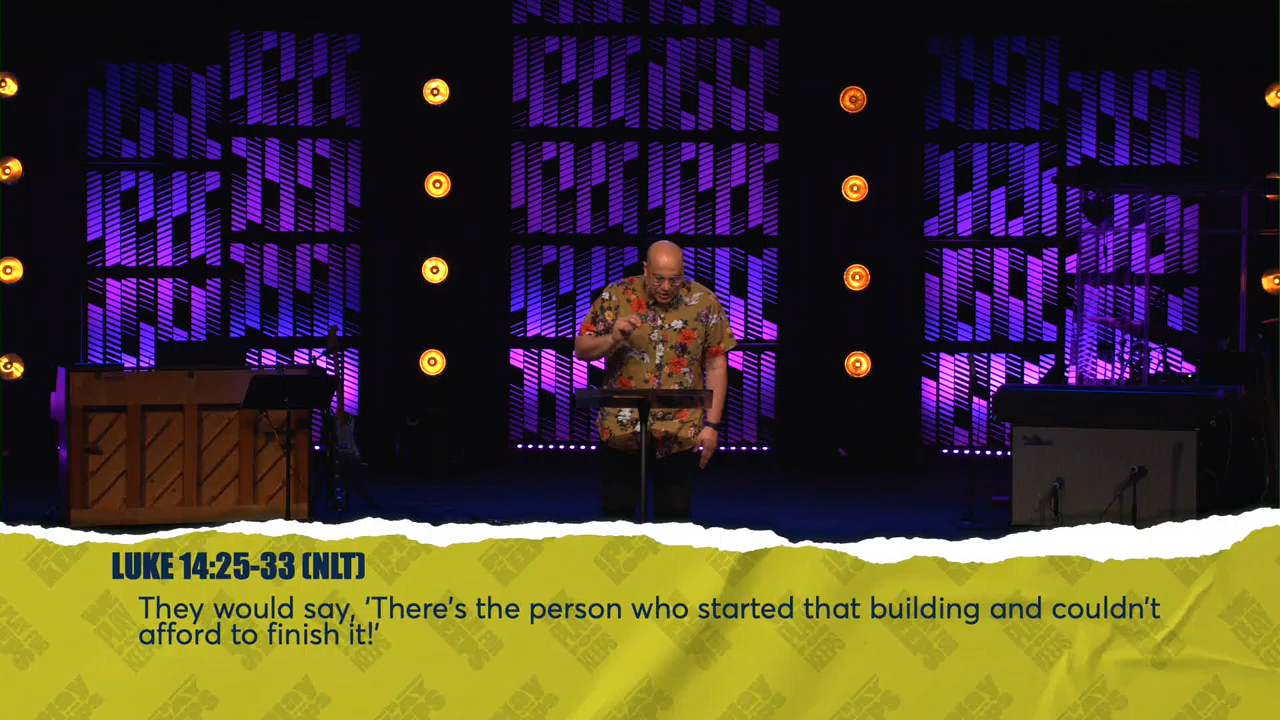 LUKE 14:25-33 (NLT)
They would say, 'There's the person who started that building and couldn't
afford to finish it!'